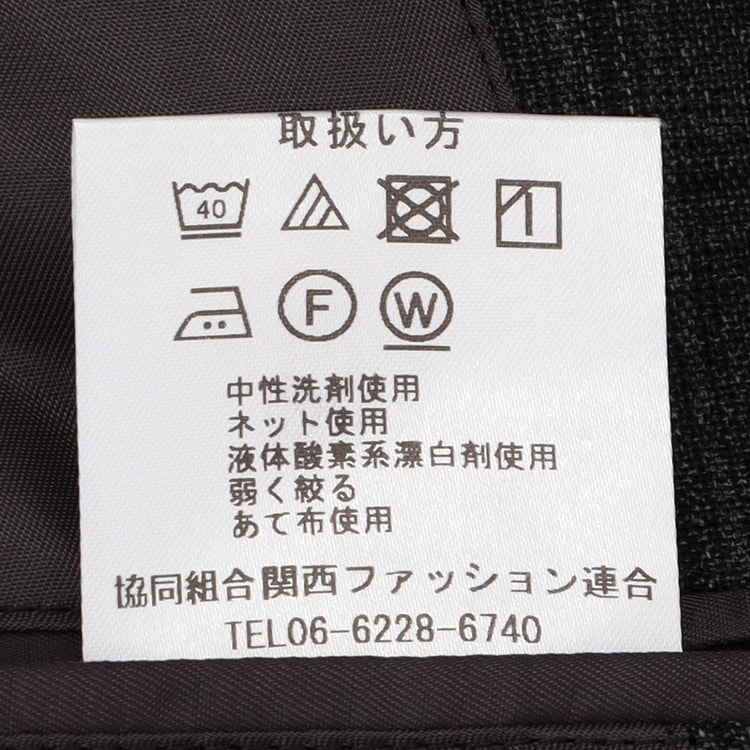 取扱い方
40
F W
中性洗剤使用
ネット使用
液体酸素系漂白剤使用
弱く絞る
あて布使用
協同組合関西ファッション連合
TEL06-6228-6740